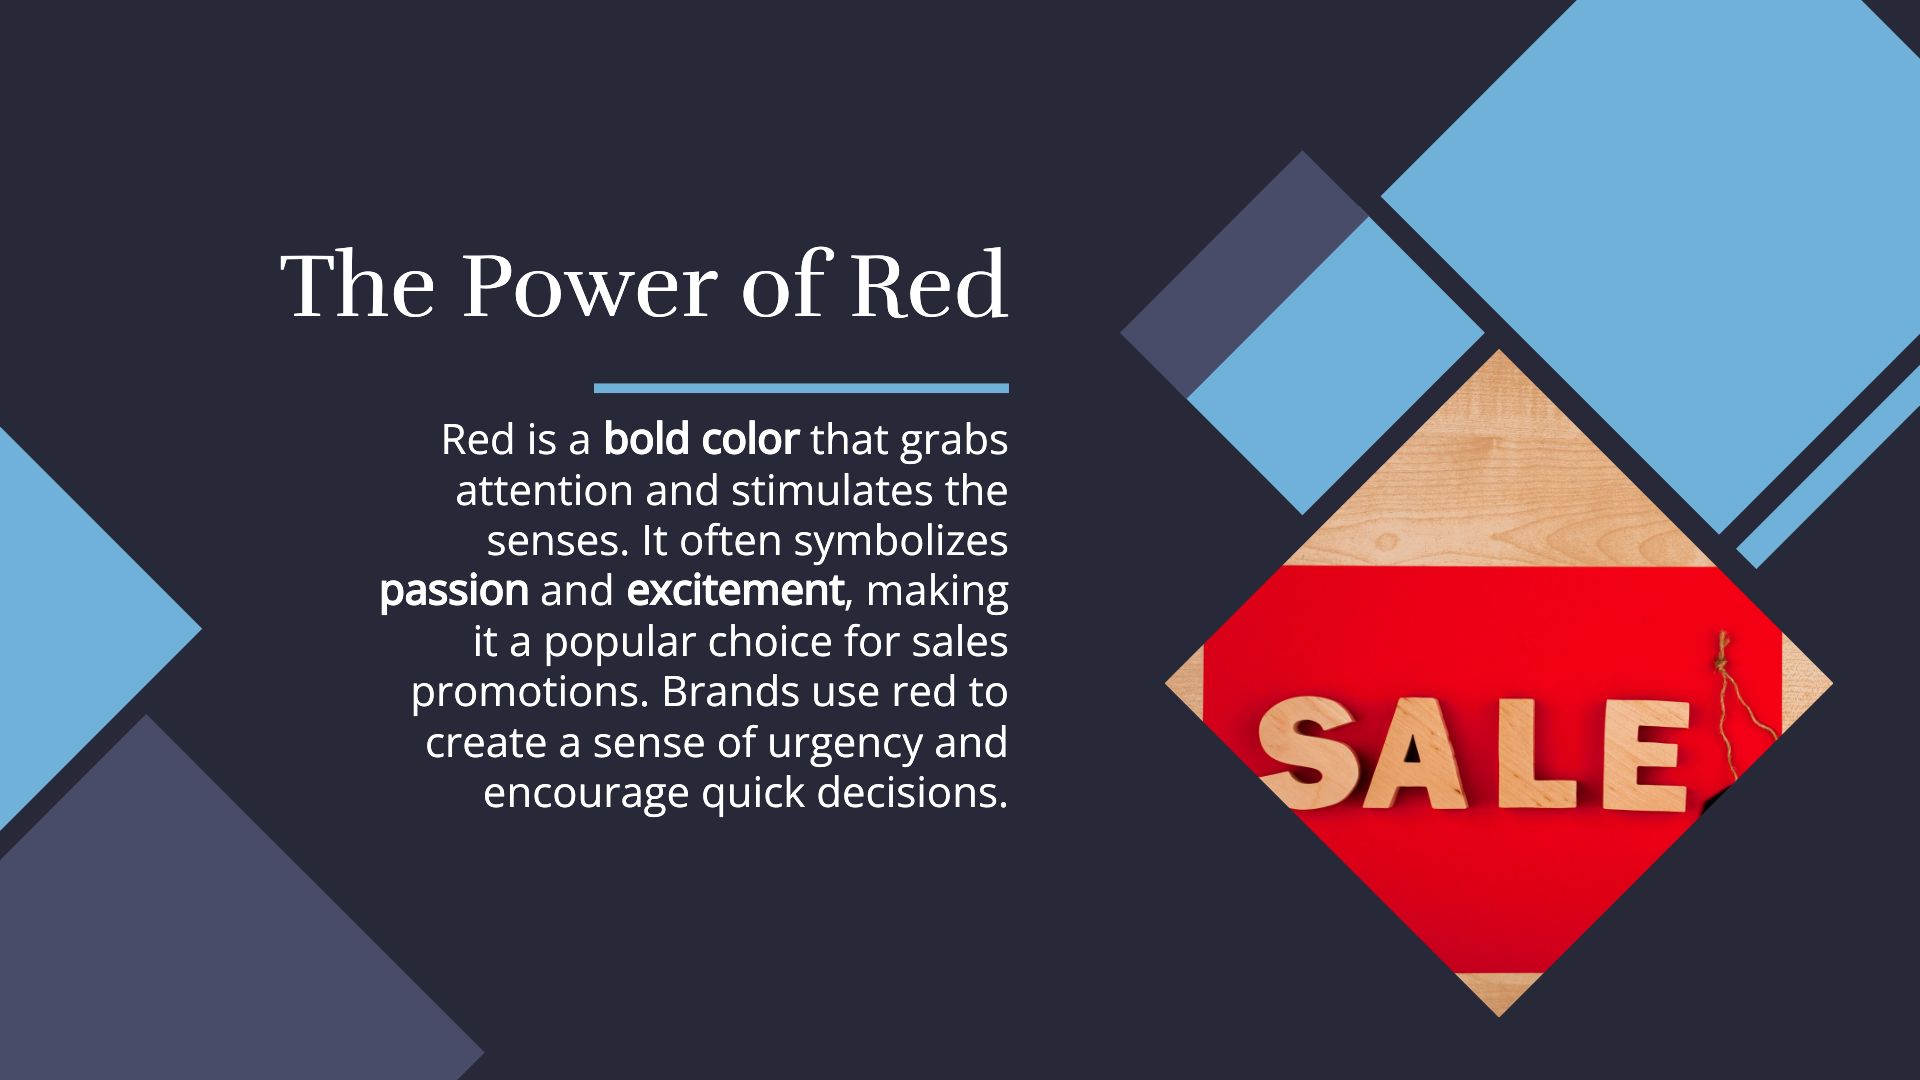 The Power of Red
Red is a bold color that grabs
attention and stimulates the
senses. It often symbolizes
passion and excitement, making
it a popular choice for sales
promotions. Brands use red to
create a sense of urgency and
encourage quick decisions.
SALE